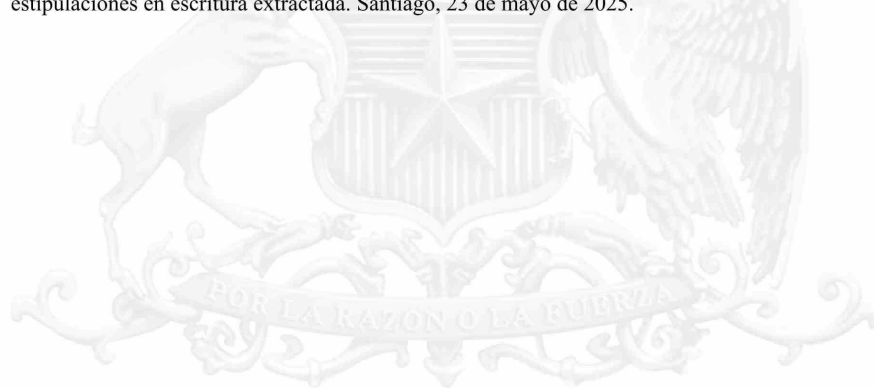 estipulaciones en escritura extractada. Santiago, 23 de mayo de 2025.
POR LA RAZON O LA FUERZA